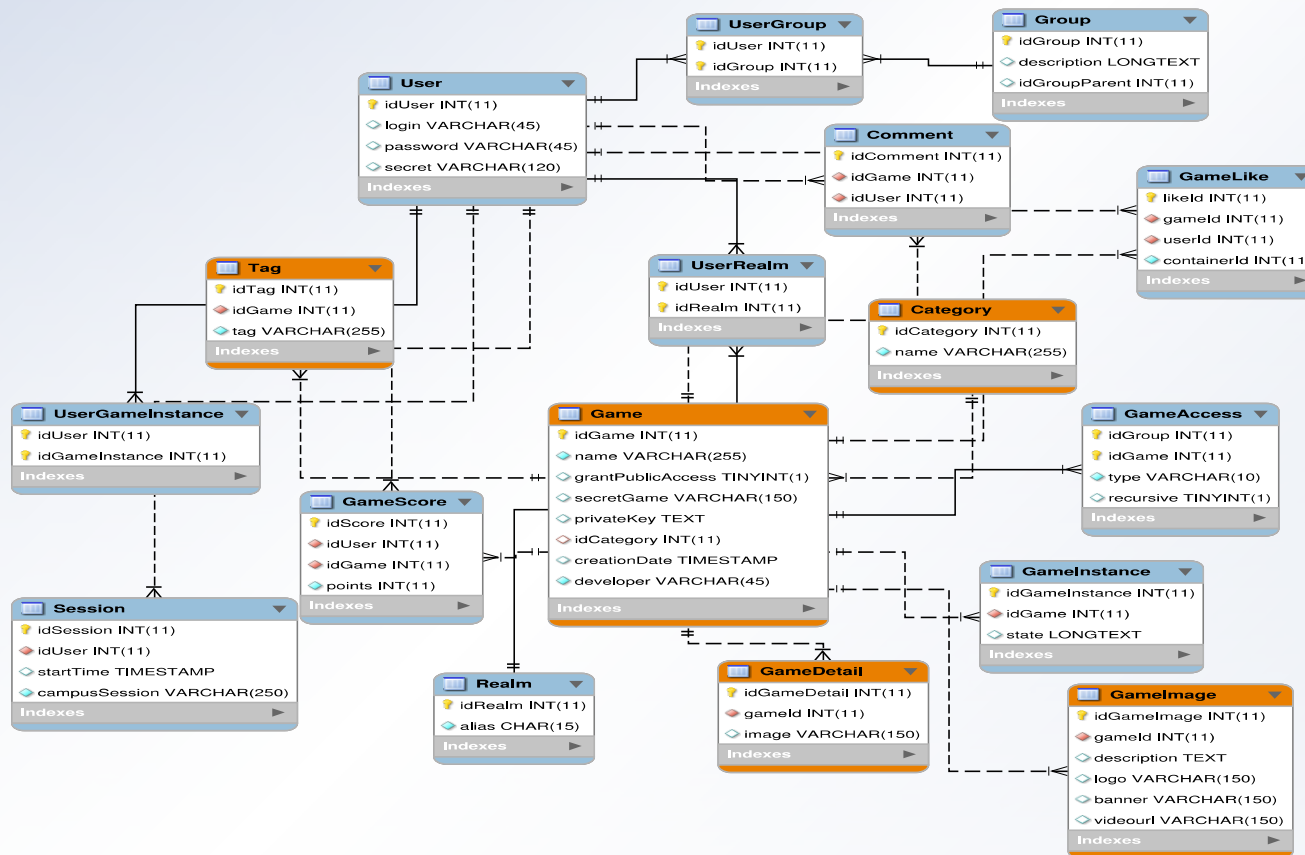 UserGroup
idUser INT(11)
idGroup INT(11)
Indexes
Group
idGroup INT(11)
description LONGTEXT
idGroupParent INT(11)
Indexes
User
idUser INT(11)
login VARCHAR(45)
password VARCHAR(45)
secret VARCHAR(120)
Indexes
Comment
idComment INT(11)
idGame INT(11)
idUser INT(11)
Indexes
GameLike
likeId INT(11)
gameId INT(11)
userId INT(11)
containerId INT(11
Indexes
Tag
idTag INT(11)
idGame INT(11)
tag VARCHAR(255)
Indexes
UserRealm
idUser INT(11)
idRealm INT(11)
Indexes
Category
idCategory INT(11)
name VARCHAR(255)
Indexes
UserGameInstance
idUser INT(11)
idGameInstance INT(11)
Indexes
Game
idGame INT(11)
name VARCHAR(255)
grantPublicAccess TINYINT(1)
secretGame VARCHAR(150)
privateKey TEXT
idCategory INT(11)
creationDate TIMESTAMP
developer VARCHAR(45)
Indexes
GameAccess
idGroup INT(11)
idGame INT(11)
type VARCHAR(10)
recursive TINYINT(1)
Indexes
GameScore
idScore INT(11)
idUser INT(11)
idGame INT(11)
points INT(11)
Indexes
GameInstance
idGameInstance INT(11)
idGame INT(11)
state LONGTEXT
Indexes
Session
idSession INT(11)
idUser INT(11)
startTime TIMESTAMP
campusSession VARCHAR(250)
Indexes
Realm
idRealm INT(11)
alias CHAR(15)
Indexes
GameDetail
idGameDetail INT(11)
gameId INT(11)
image VARCHAR(150)
Indexes
GameImage
idGameImage INT(11)
gameId INT(11)
description TEXT
logo VARCHAR(150)
banner VARCHAR(150)
videourl VARCHAR(150)
Indexes